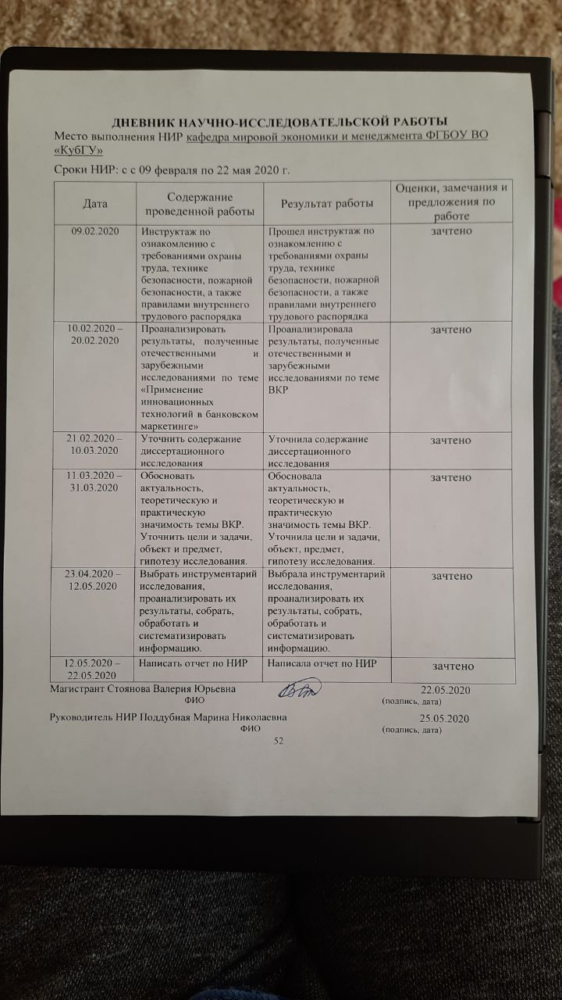 ДНЕВНИК НАУЧНО-ИССЛЕДОВАТЕЛЬСКОЙ РАБОТЫ
Место выполнения НИР кафедра мировой экономики и менеджмента ФГБОУ ВО
«КубГУ»
Сроки НИР: с с 09 февраля по 22 мая 2020 г.
Дата
Содержание
проведенной работы
Результат работы
Оценки, замечания и
предложения по
работе
09.02.2020
Инструктаж по
ознакомлению с
требованиями охраны
труда, технике
безопасности, пожарной
безопасности, а также
правилами внутреннего
трудового распорядка
Прошел инструктаж по
ознакомлению с
требованиями охраны
труда, технике
безопасности, пожарной
безопасности, а также
правилами внутреннего
трудового распорядка
зачтено
10.02.2020 –
20.02.2020
Проанализировать
результаты, полученные
отечественными и
зарубежными
исследованиями по теме
«Применение
инновационных
технологий в банковском
маркетинге»
Проанализировала
результаты, полученные
отечественными и
зарубежными
исследованиями по теме
ВКР
зачтено
21.02.2020 –
10.03.2020
Уточнить содержание
диссертационного
исследования
Уточнила содержание
диссертационного
исследования
зачтено
11.03.2020 –
31.03.2020
Обосновать
актуальность,
теоретическую и
практическую
значимость темы ВКР.
Уточнить цели и задачи,
объект и предмет,
гипотезу исследования.
Обосновала
актуальность,
теоретическую и
практическую
значимость темы ВКР.
Уточнила цели и задачи,
объект, предмет,
гипотезу исследования.
зачтено
23.04.2020 –
12.05.2020
Выбрать инструментарий
исследования,
проанализировать их
результаты, собрать,
обработать и
систематизировать
информацию.
Выбрала инструментарий
исследования,
проанализировать их
результаты, собрать,
обработать и
систематизировать
информацию.
зачтено
12.05.2020 –
22.05.2020
Написать отчет по НИР
Написала отчет по НИР
зачтено
Магистрант Стоянова Валерия Юрьевна 22.05.2020
ФИО (подпись, дата)
Руководитель НИР Поддубная Марина Николаевна 25.05.2020
ФИО (подпись, дата)
52